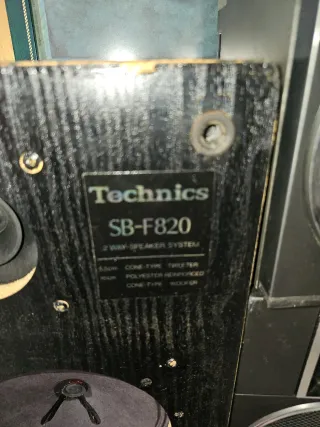 Technics
SB-F820
2 WAY-SPEAKER SYSTEM
CONE-TYPE TWEETER
POLYESTER-REINFORCED
CONE-TYPE WOOFER